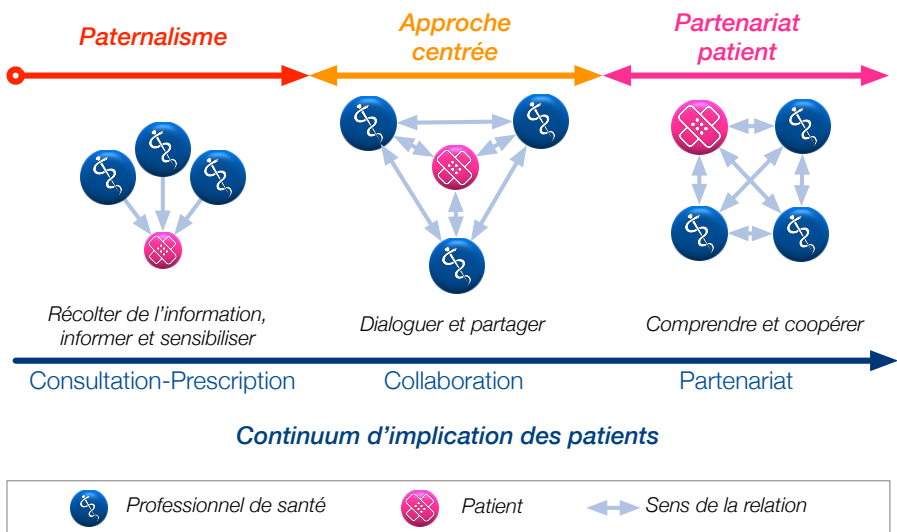 Paternalisme
Approche
centrée
Partenariat
patient
Récolter de l'information,
informer et sensibiliser
Dialoguer et partager
Comprendre et coopérer
Consultation-Prescription
Collaboration
Partenariat
Continuum d'implication des patients
Professionnel de santé
Patient
Sens de la relation